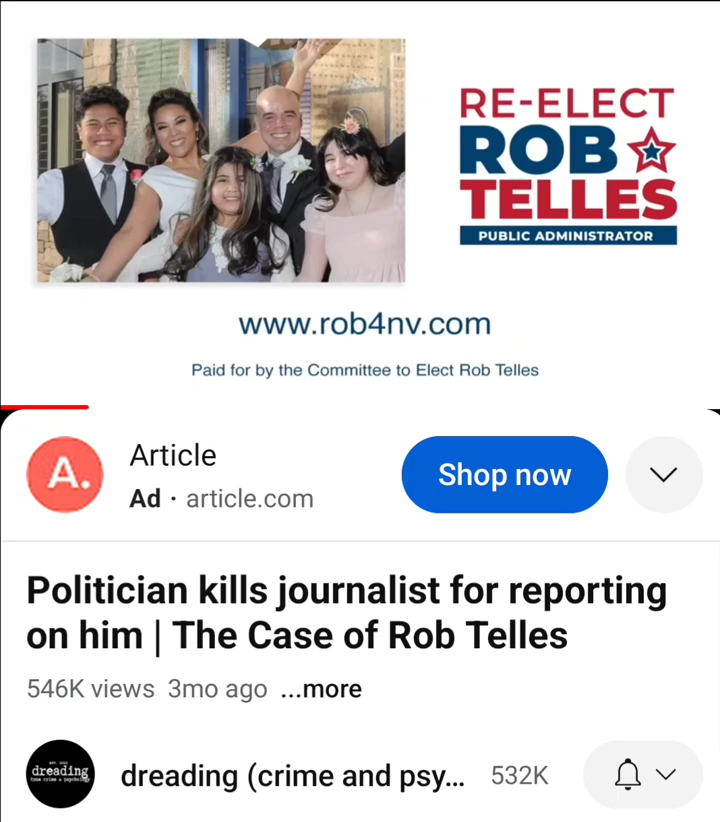 RE-ELECT
ROB
TELLES
PUBLIC ADMINISTRATOR
www.rob4nv.com
Paid for by the Committee to Elect Rob Telles
A.
Article
Ad · article.com
Shop now
Politician kills journalist for reporting
on him | The Case of Rob Telles
546K views 3mo ago ...more
dreading
dreading (crime and psy... 532K